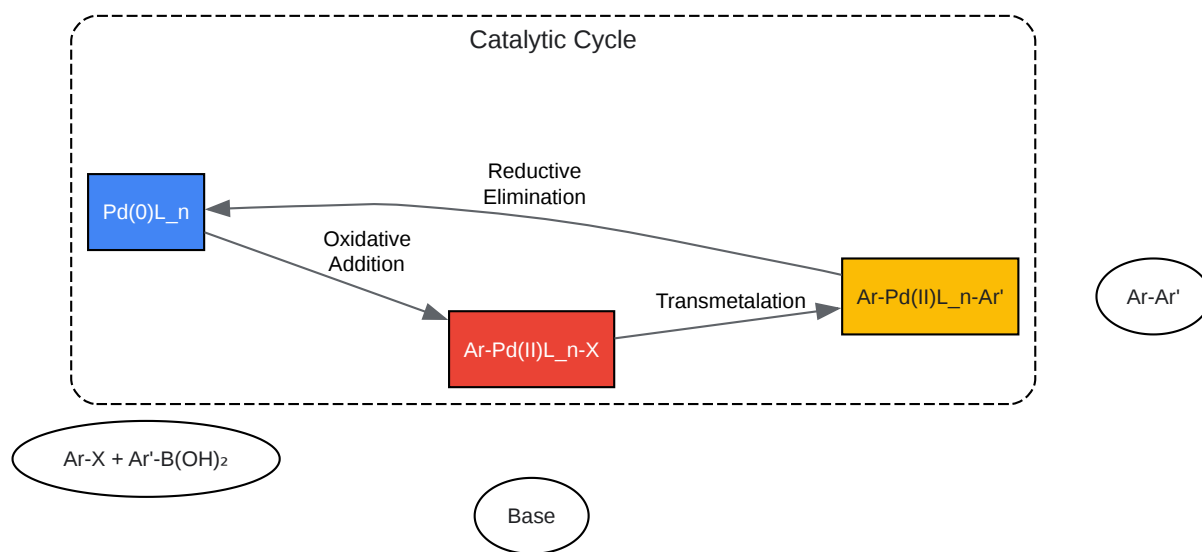 Catalytic Cycle
Reductive
Elimination
Pd(0)L_n
Oxidative
Addition
Transmetalation
Ar-Pd(II)L_n-Ar'
Ar-Ar'
Ar-Pd(II)L_n-X
Ar-X + Ar'-B(OH)₂
Base